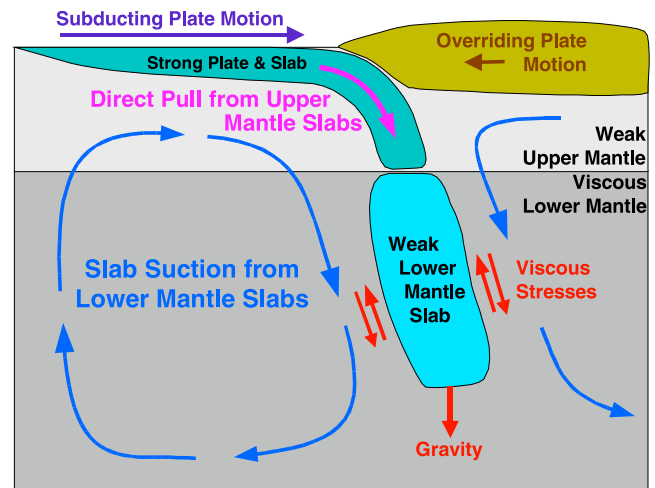 Subducting Plate Motion
Overriding Plate
Motion
Strong Plate & Slab
Direct Pull from Upper
Mantle Slabs
Weak
Upper Mantle
Viscous
Lower Mantle
Slab Suction from
Lower Mantle Slabs
Weak
Lower
Mantle
Slab
Viscous
Stresses
Gravity